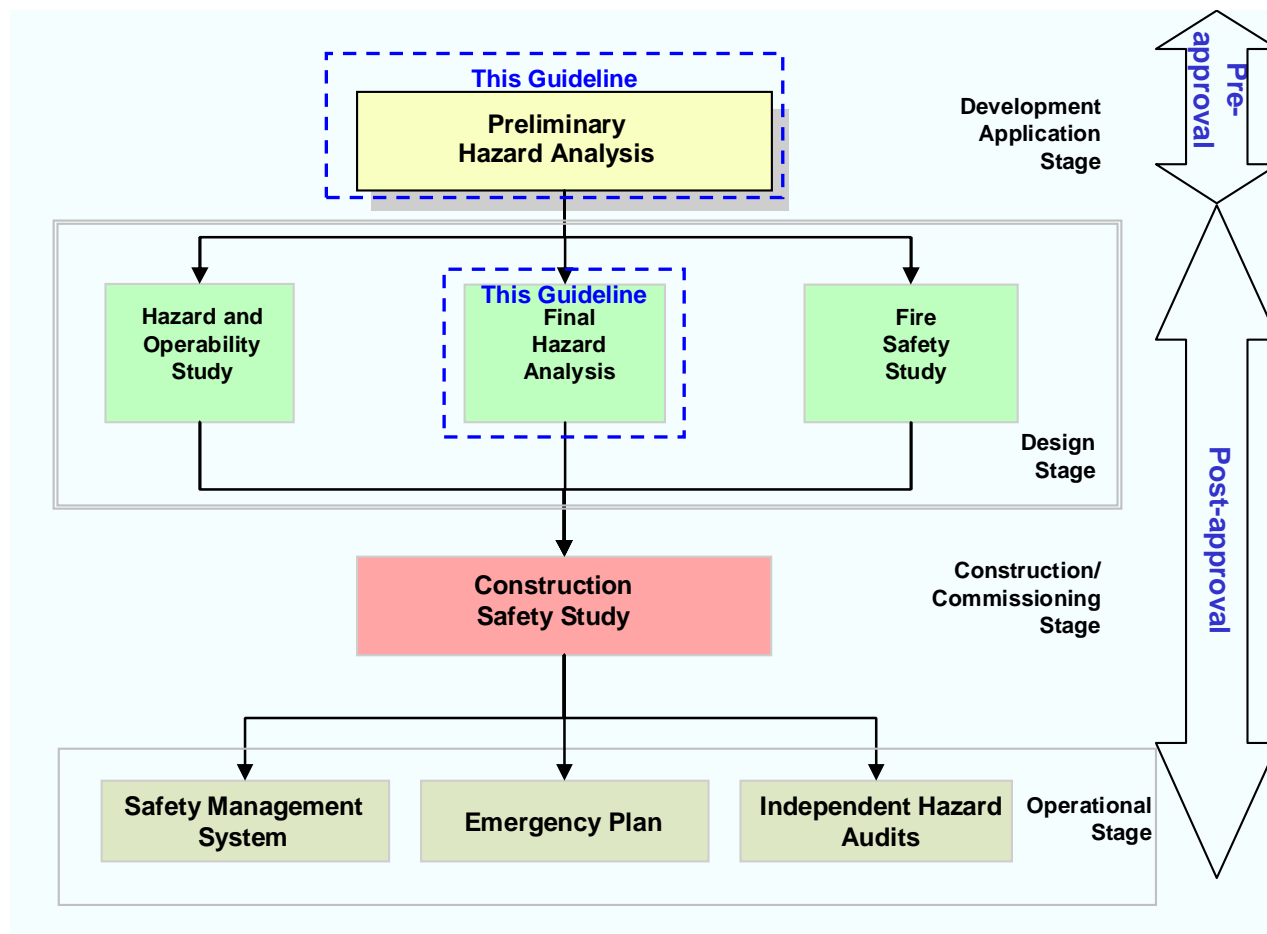 This Guideline
Preliminary
Hazard Analysis
Development
Application
Stage
Pre-
approval
This Guideline
Hazard and
Operability
Study
Final
Hazard
Analysis
Fire
Safety
Study
Design
Stage
Post-approval
Construction
Safety Study
Construction/
Commissioning
Stage
Safety Management
System
Emergency Plan
Independent Hazard
Audits
Operational
Stage